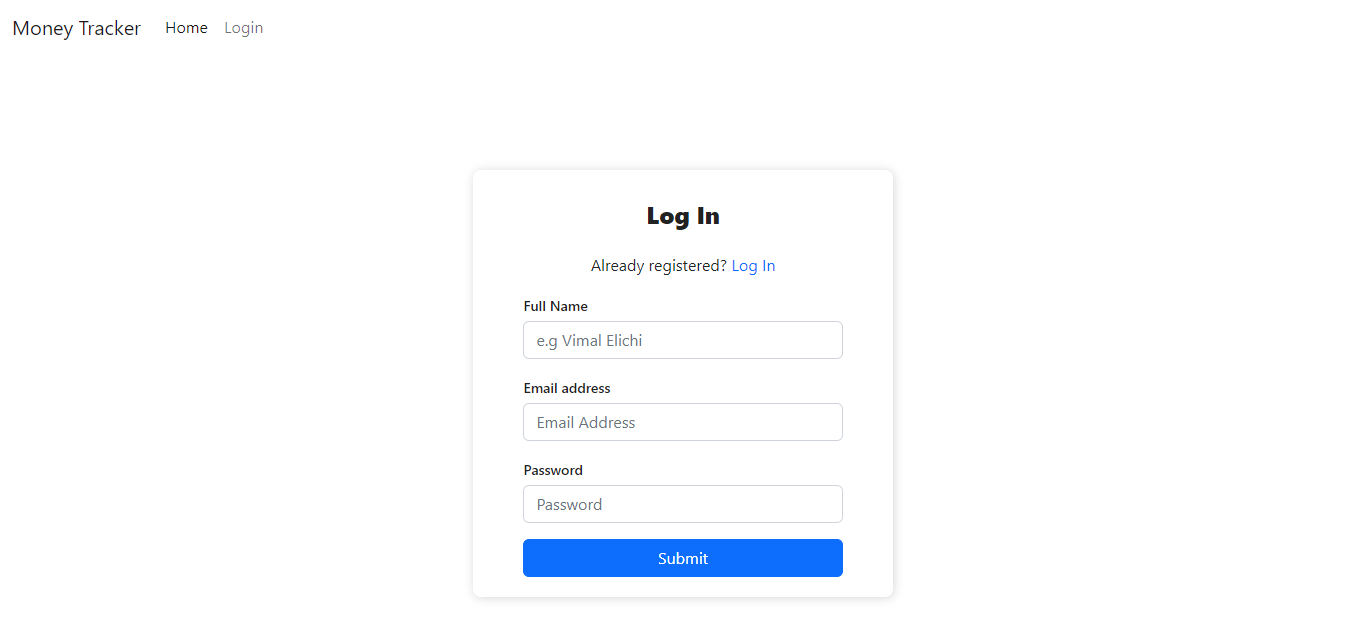 Money Tracker Home Login
Log In
Already registered? Log In
Full Name
e.g Vimal Elichi
Email address
Email Address
Password
Password
Submit